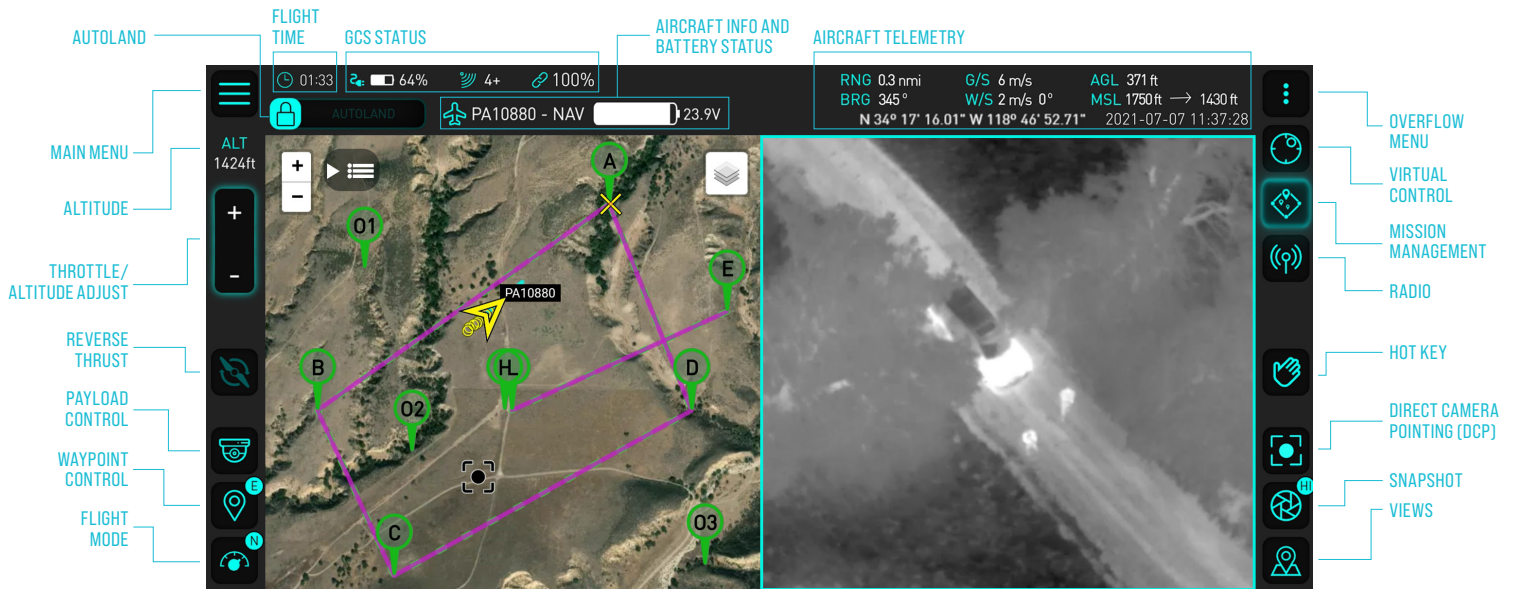 FLIGHT
TIME
AUTOLAND
GCS STATUS
AIRCRAFT INFO AND
BATTERY STATUS
AIRCRAFT TELEMETRY
01:33
64%
4+
100%
AUTOLAND
PA10880 - NAV
23.9V
RNG 0.3 nmi
G/S 6 m/s
AGL 371 ft
BRG 345°
W/S 2 m/s 0°
MSL 1750 ft → 1430 ft
N 34° 17' 16.01" W 118° 46' 52.71"
2021-07-07 11:37:28
MAIN MENU
ALTITUDE
THROTTLE/
ALTITUDE ADJUST
REVERSE
THRUST
PAYLOAD
CONTROL
WAYPOINT
CONTROL
FLIGHT
MODE
ALT
1424ft
+
-
E
N
+
-
A
O1
E
PA10880
B
H
L
D
O2
C
O3
HI
OVERFLOW
MENU
VIRTUAL
CONTROL
MISSION
MANAGEMENT
RADIO
HOT KEY
DIRECT CAMERA
POINTING (DCP)
SNAPSHOT
VIEWS